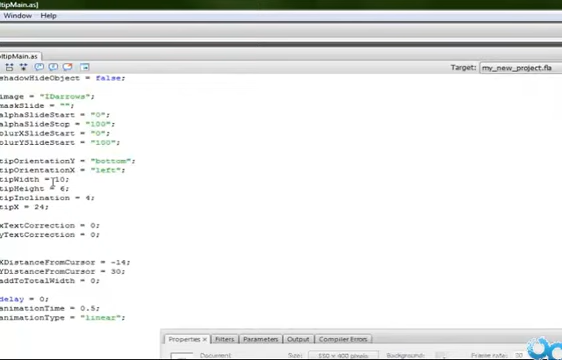 ltipMain.as]
Window Help
oltipMain.as ×
Target: my_new_project.fla
shadowHideObject = false;
image = "IDarrows";
maskSlide = "";
alphaSlideStart = "0";
alphaSlideStop = "100";
blurXSlideStart = "0";
blurYSlideStart = "100";
tipOrientationY = "bottom";
tipOrientationX = "left";
tipWidth = 10;
tipHeight = 6;
tipInclination = 4;
tipX = 24;
xTextCorrection = 0;
yTextCorrection = 0;
XDistanceFromCursor = -14;
YDistanceFromCursor = 30;
addToTotalWidth = 0;
delay = 0;
animationTime = 0.5;
animationType = "linear";
Properties × Filters Parameters Output Compiler Errors
Document Size: 550 x 400 pixels Background: Frame rate: